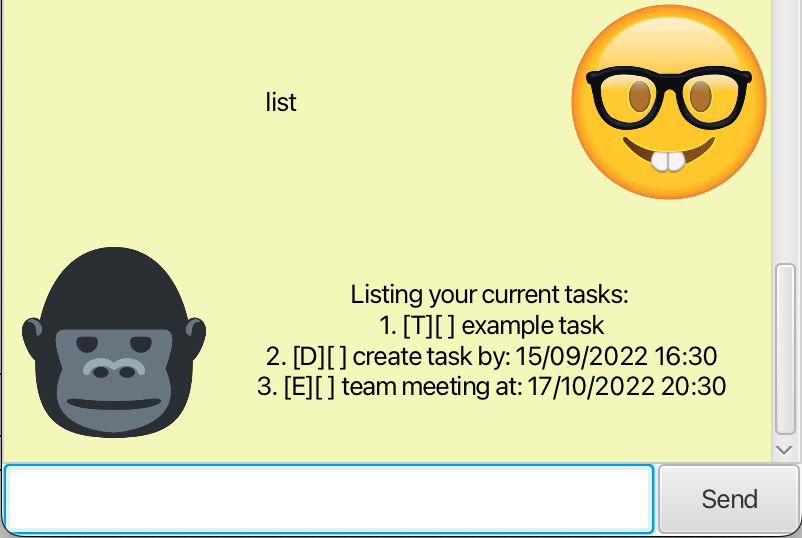 list
Listing your current tasks:
1. [T][ ] example task
2. [D][ ] create task by: 15/09/2022 16:30
3. [E][ ] team meeting at: 17/10/2022 20:30
Send